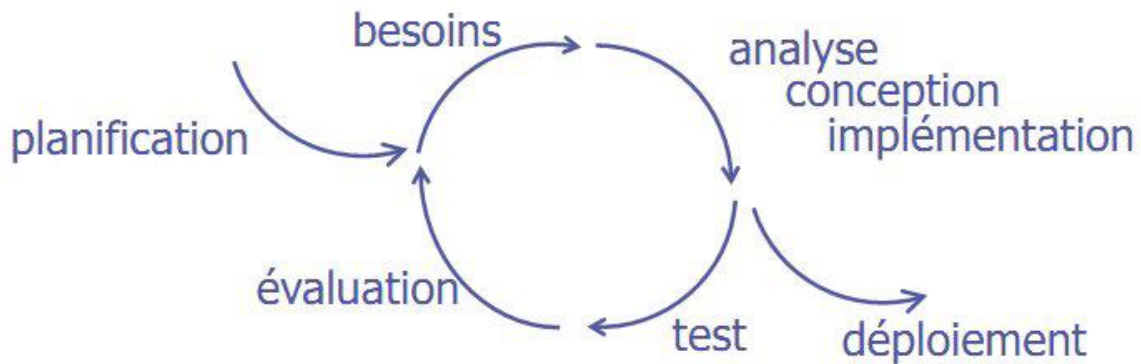 besoins
analyse
conception
implémentation
planification
évaluation
test
déploiement